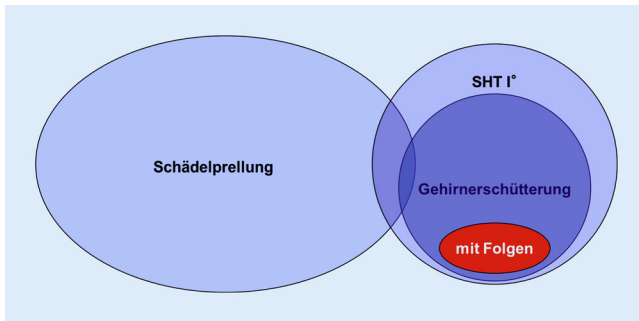 SHT I°
Schädelprellung
Gehirnerschütterung
mit Folgen